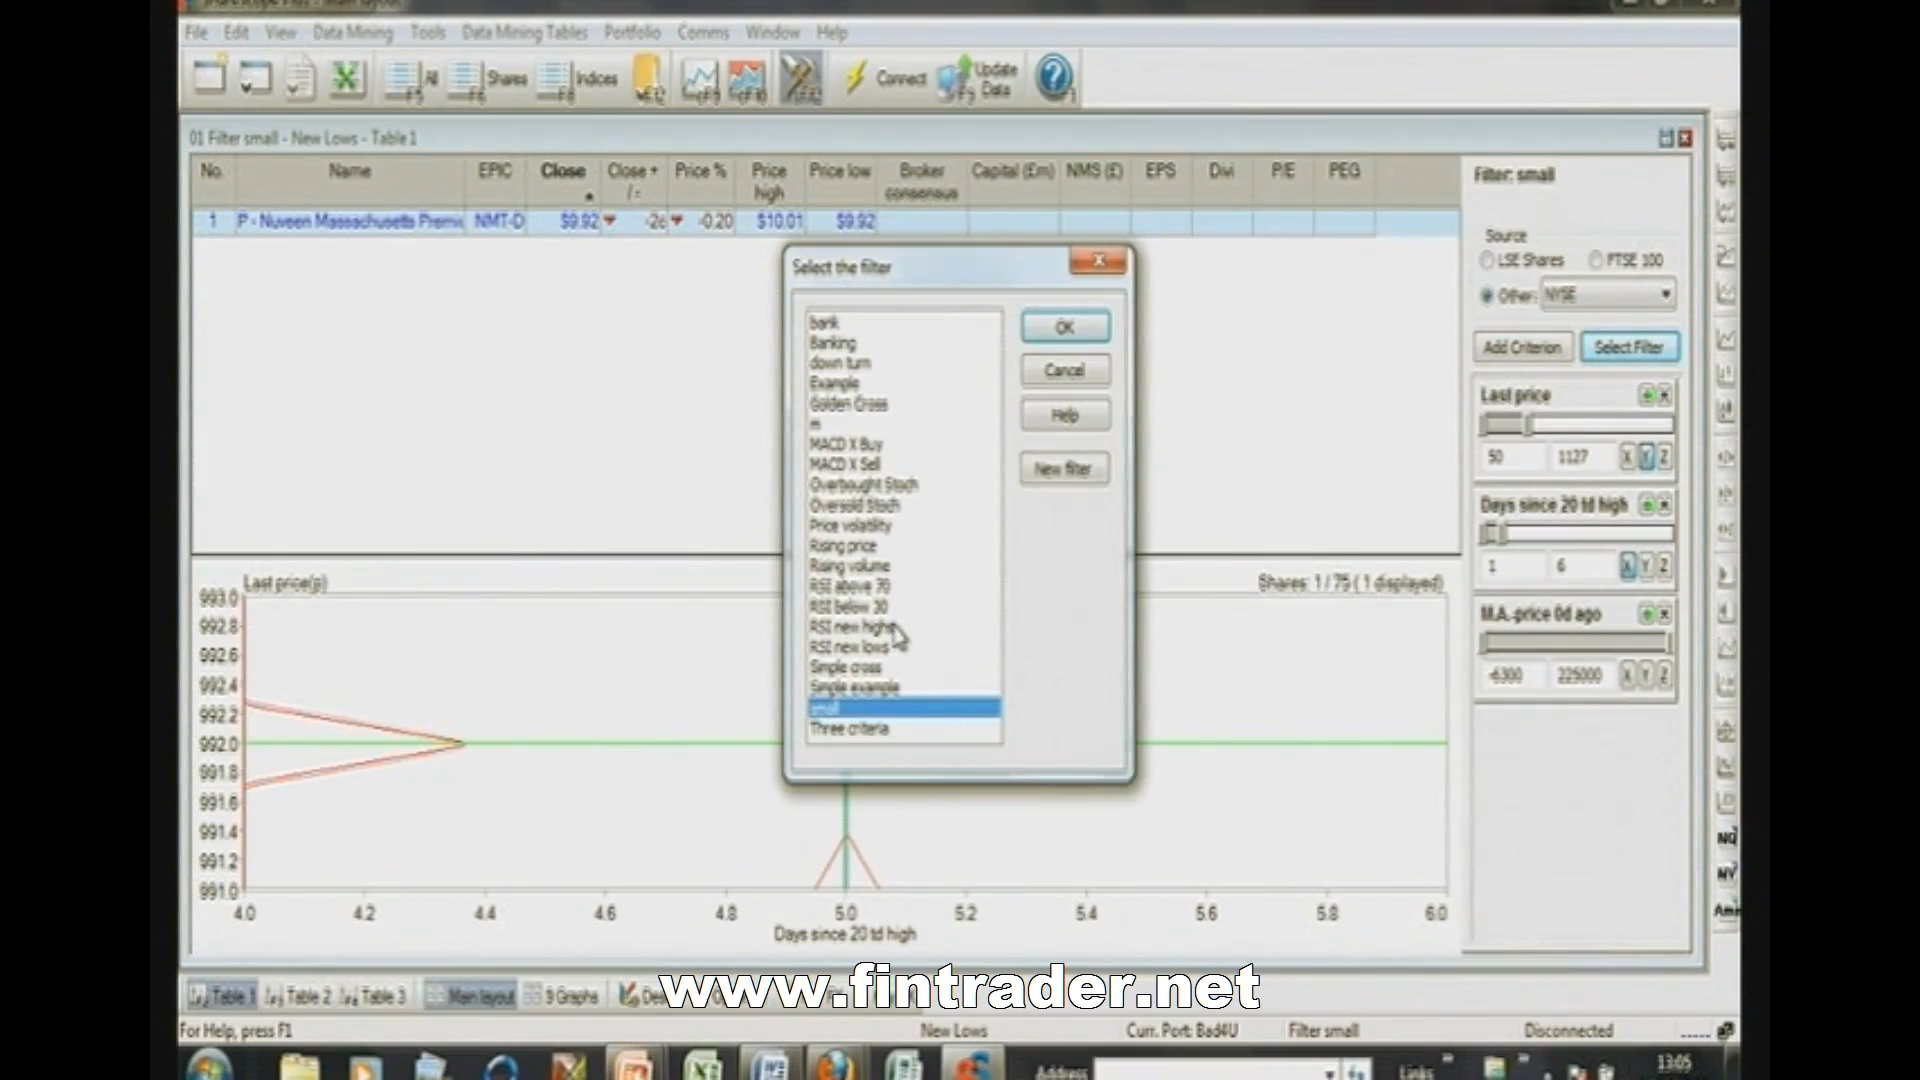 File Edit View Data Mining Tools Data Mining Tables Portfolio Comms Window Help
All Shares Indices Connect Update Data
01 Filter small - New Lows - Table 1
No. Name EPIC Close Close + Price % Price high Price low Broker consensus Capital (£m) NMS (£) EPS Divi P/E PEG
1 P - Nuveen Massachusetts Premiu NMT-D $9.92 -2c -0.20 $10.01 $9.92
Filter: small
Source
LSE Shares FTSE 100
Other: NYSE
Add Criterion Select Filter
Last price
50 1127 X Y Z
Days since 20 td high
1 6 X Y Z
M.A.-price 0d ago
-6300 225000 X Y Z
Select the filter
bank
Banking
down turn
Example
Golden Cross
m
MACD X Buy
MACD X Sell
Overbought Stoch
Oversold Stoch
Price volatility
Rising price
Rising volume
RSI above 70
RSI below 30
RSI new highs
RSI new lows
Simple cross
Simple example
small
Three criteria
OK
Cancel
Help
New filter
Last price(p)
Shares: 1 / 75 ( 1 displayed)
993.0
992.8
992.6
992.4
992.2
992.0
991.8
991.6
991.4
991.2
991.0
4.0 4.2 4.4 4.6 4.8 5.0 5.2 5.4 5.6 5.8 6.0
Days since 20 td high
Table 1 Table 2 Table 3 Main layout 9 Graphs
www.fintrader.net
For Help, press F1 New Lows Curr. Port: Bad4U Filter small Disconnected
Address Links 13:05